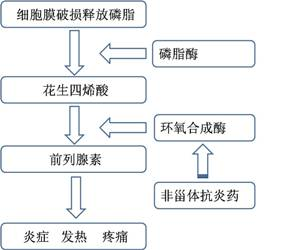 细胞膜破损释放磷脂
磷脂酶
花生四烯酸
环氧合成酶
前列腺素
非甾体抗炎药
炎症 发热 疼痛